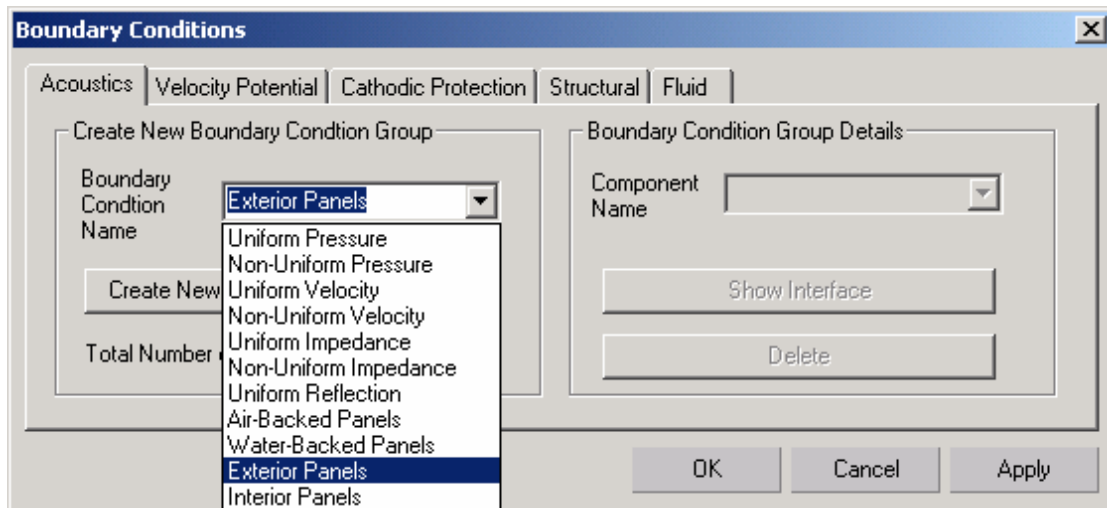 Boundary Conditions
Acoustics
Velocity Potential
Cathodic Protection
Structural
Fluid
Create New Boundary Condtion Group
Boundary
Condtion
Name
Exterior Panels
Uniform Pressure
Non-Uniform Pressure
Uniform Velocity
Non-Uniform Velocity
Uniform Impedance
Non-Uniform Impedance
Uniform Reflection
Air-Backed Panels
Water-Backed Panels
Exterior Panels
Interior Panels
Create New
Total Number
Boundary Condition Group Details
Component
Name
Show Interface
Delete
OK
Cancel
Apply